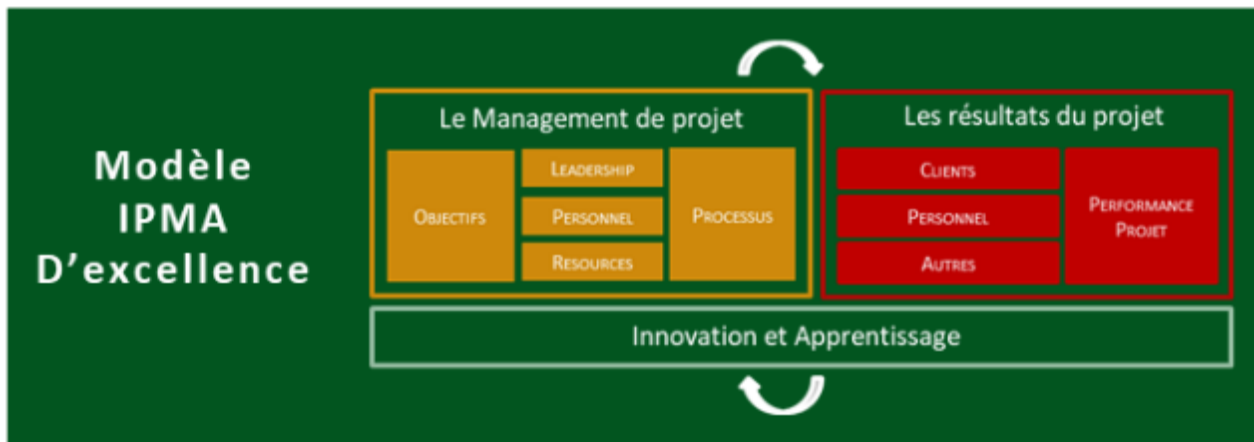 Modèle
IPMA
D'excellence
Le Management de projet
OBJECTIFS
LEADERSHIP
PERSONNEL
RESOURCES
PROCESSUS
Les résultats du projet
CLIENTS
PERSONNEL
AUTRES
PERFORMANCE
PROJET
Innovation et Apprentissage